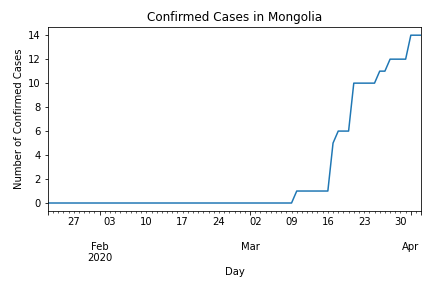 Confirmed Cases in Mongolia
Number of Confirmed Cases
14
12
10
8
6
4
2
0
27 03 10 17 24 02 09 16 23 30
Feb Mar Apr
2020
Day